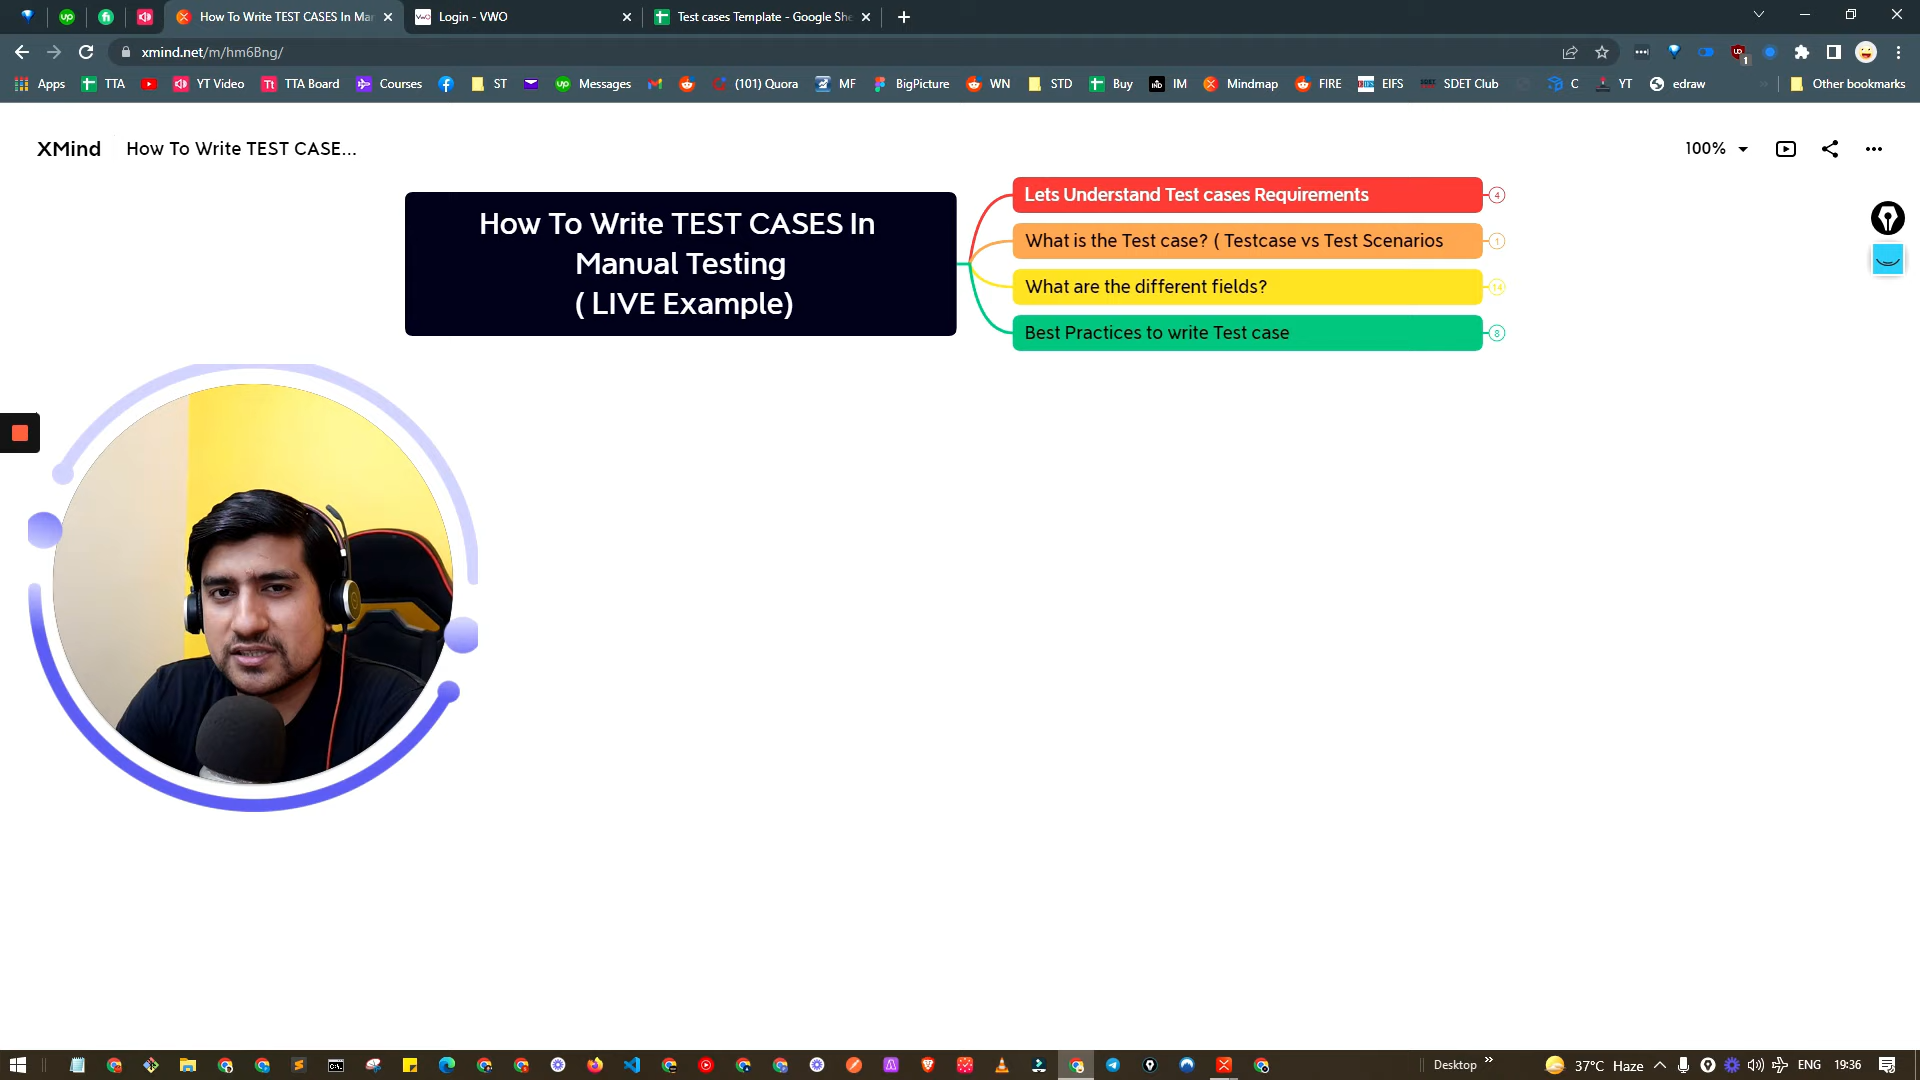 How To Write TEST CASES In Mar
Login - VWO
Test cases Template - Google She
xmind.net/m/hm6Bng/
Apps
TTA
YT Video
TTA Board
Courses
ST
Messages
(101) Quora
MF
BigPicture
WN
STD
Buy
IM
Mindmap
FIRE
EIFS
SDET Club
C
YT
edraw
Other bookmarks
XMind
How To Write TEST CASE...
100%
How To Write TEST CASES In
Manual Testing
( LIVE Example)
Lets Understand Test cases Requirements
4
What is the Test case? ( Testcase vs Test Scenarios
1
What are the different fields?
14
Best Practices to write Test case
8
Desktop
37°C Haze
ENG
19:36